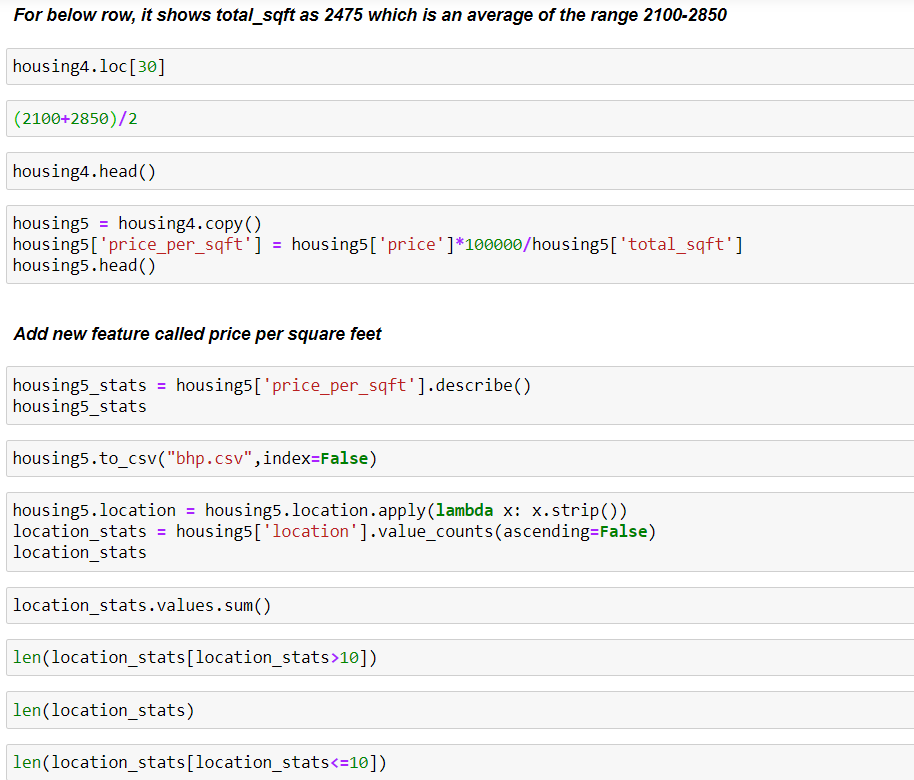 For below row, it shows total_sqft as 2475 which is an average of the range 2100-2850
housing4.loc[30]
(2100+2850)/2
housing4.head()
housing5 = housing4.copy()
housing5['price_per_sqft'] = housing5['price']*100000/housing5['total_sqft']
housing5.head()
Add new feature called price per square feet
housing5_stats = housing5['price_per_sqft'].describe()
housing5_stats
housing5.to_csv("bhp.csv",index=False)
housing5.location = housing5.location.apply(lambda x: x.strip())
location_stats = housing5['location'].value_counts(ascending=False)
location_stats
location_stats.values.sum()
len(location_stats[location_stats>10])
len(location_stats)
len(location_stats[location_stats<=10])